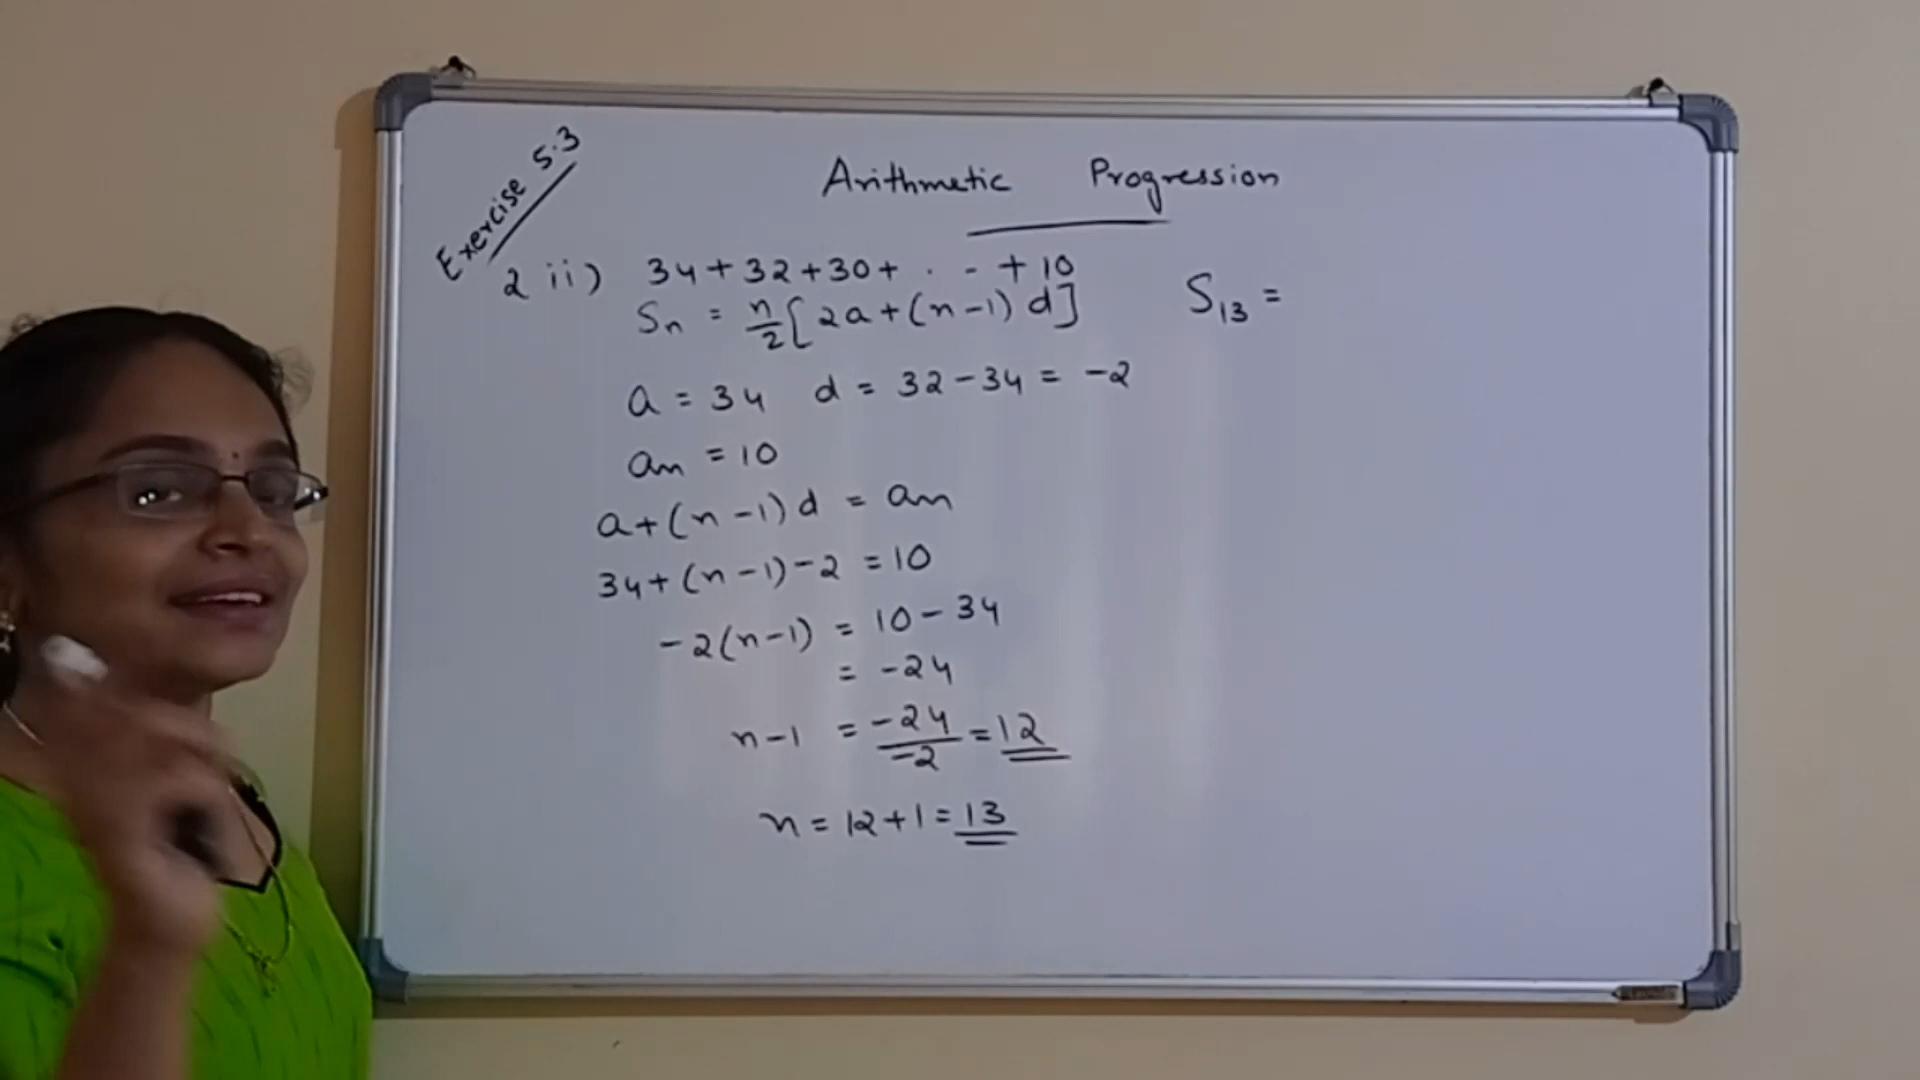 Exercise 5.3
Arithmetic Progression
2 ii) 34+32+30+ . - + 10
Sn = n/2 [2a+(n-1) d]
S13 =
a = 34 d = 32-34 = -2
an = 10
a+(n-1)d = an
34+(n-1)-2 = 10
-2(n-1) = 10-34
= -24
n-1 = -24/-2 = 12
n = 12+1 = 13